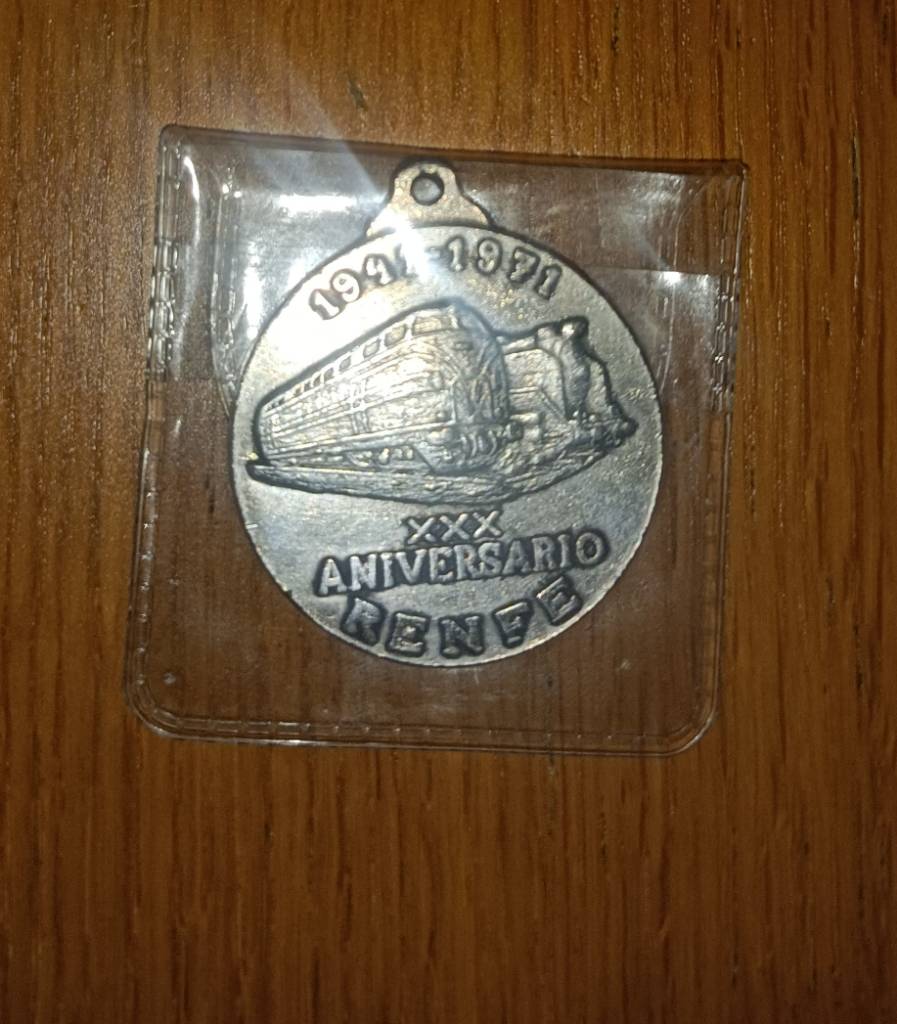 1941-1971
XXX
ANIVERSARIO
RENFE